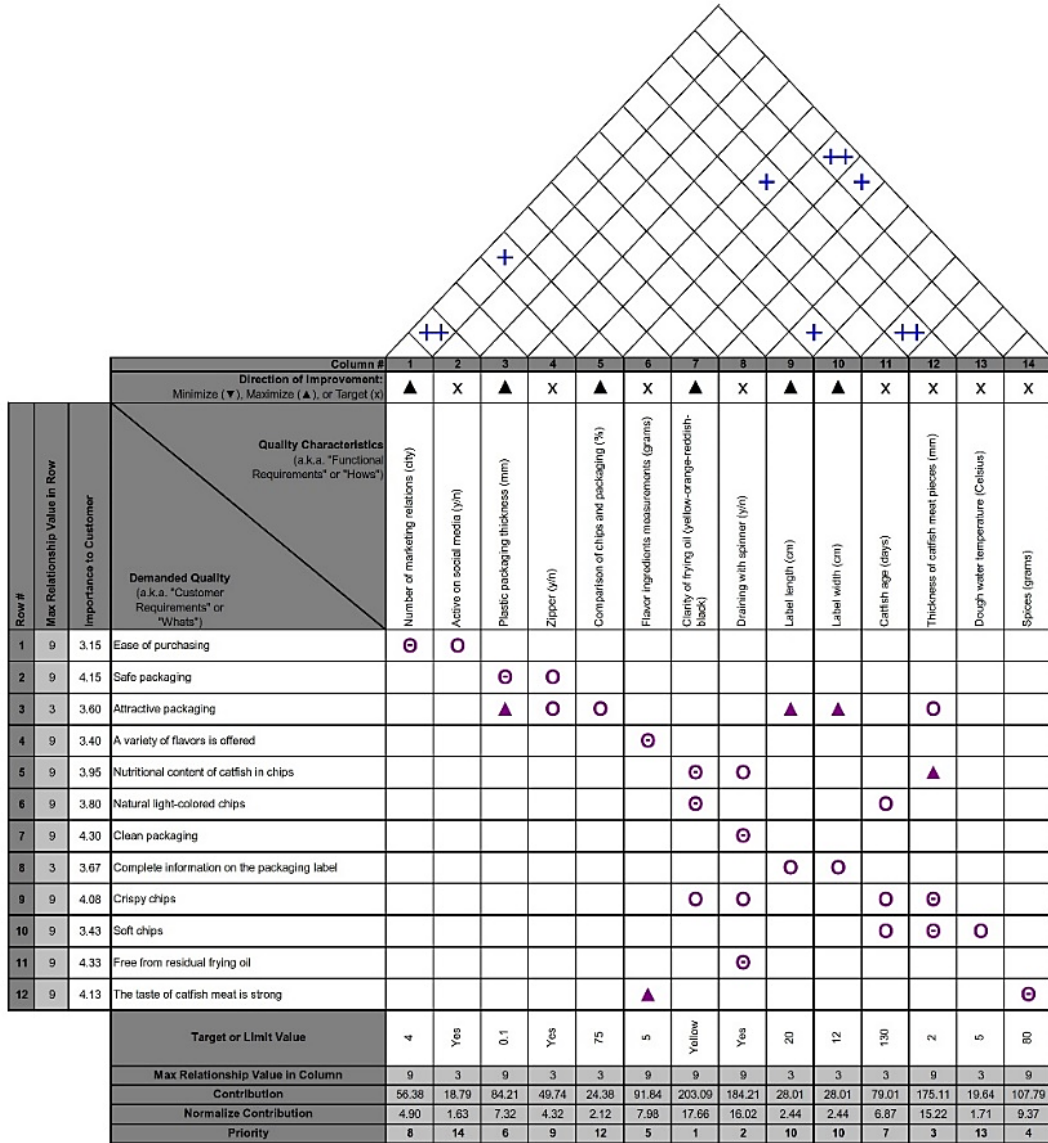 ++
+ +
+
++ + ++
Column # 1 2 3 4 5 6 7 8 9 10 11 12 13 14
Direction of Improvement:
Minimize (▼), Maximize (▲), or Target (x) ▲ x ▲ x ▲ x ▲ x ▲ ▲ x x x x
Row #
Max Relationship Value in Row
Importance to Customer
Quality Characteristics
(a.k.a. "Functional
Requirements" or "Hows")
Demanded Quality
(a.k.a. "Customer
Requirements" or
"Whats")
Number of marketing relations (city)
Active on social media (y/n)
Plastic packaging thickness (mm)
Zipper (y/n)
Comparison of chips and packaging (%)
Flavor ingredients measurements (grams)
Clarity of frying oil (yellow-orange-reddish-
black)
Draining with spinner (y/n)
Label length (cm)
Label width (cm)
Catfish age (days)
Thickness of catfish meat pieces (mm)
Dough water temperature (Celsius)
Spices (grams)
1 9 3.15 Ease of purchasing Θ O
2 9 4.15 Safe packaging Θ O
3 3 3.60 Attractive packaging ▲ O O ▲ ▲ O
4 9 3.40 A variety of flavors is offered Θ
5 9 3.95 Nutritional content of catfish in chips Θ O ▲
6 9 3.80 Natural light-colored chips Θ O
7 9 4.30 Clean packaging Θ
8 3 3.67 Complete information on the packaging label O O
9 9 4.08 Crispy chips O O O Θ
10 9 3.43 Soft chips O Θ O
11 9 4.33 Free from residual frying oil Θ
12 9 4.13 The taste of catfish meat is strong ▲ Θ
Target or Limit Value 4 Yes 0.1 Yes 75 5 Yellow Yes 20 12 130 2 5 80
Max Relationship Value in Column 9 3 9 3 3 9 9 9 3 3 3 9 3 9
Contribution 56.38 18.79 84.21 49.74 24.38 91.84 203.09 184.21 28.01 28.01 79.01 175.11 19.64 107.79
Normalize Contribution 4.90 1.63 7.32 4.32 2.12 7.98 17.66 16.02 2.44 2.44 6.87 15.22 1.71 9.37
Priority 8 14 6 9 12 5 1 2 10 10 7 3 13 4